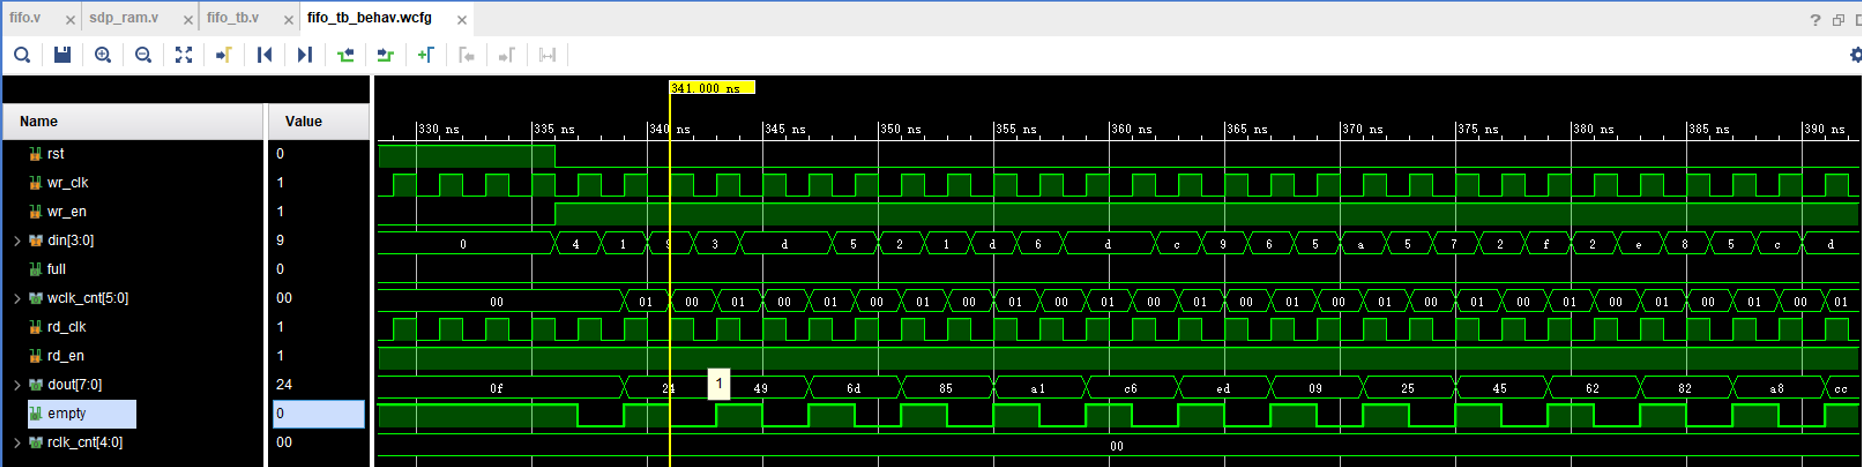 fifo.v sdp_ram.v fifo_tb.v fifo_tb_behav.wcfg
341.000 ns
Name Value
330 ns 335 ns 340 ns 345 ns 350 ns 355 ns 360 ns 365 ns 370 ns 375 ns 380 ns 385 ns 390 ns
rst 0
wr_clk 1
wr_en 1
din[3:0] 9 0 4 1 9 3 d 5 2 1 d 6 d c 9 6 5 a 5 7 2 f 2 e 8 5 c d
full 0
wclk_cnt[5:0] 00 00 01 00 01 00 01 00 01 00 01 00 01 00 01 00 01 00 01 00 01 00 01 00 01 00 01 00 01
rd_clk 1
rd_en 1
dout[7:0] 24 0f 24 1 49 6d 85 a1 c6 ed 09 25 45 62 82 a8 cc
empty 0
rclk_cnt[4:0] 00 00